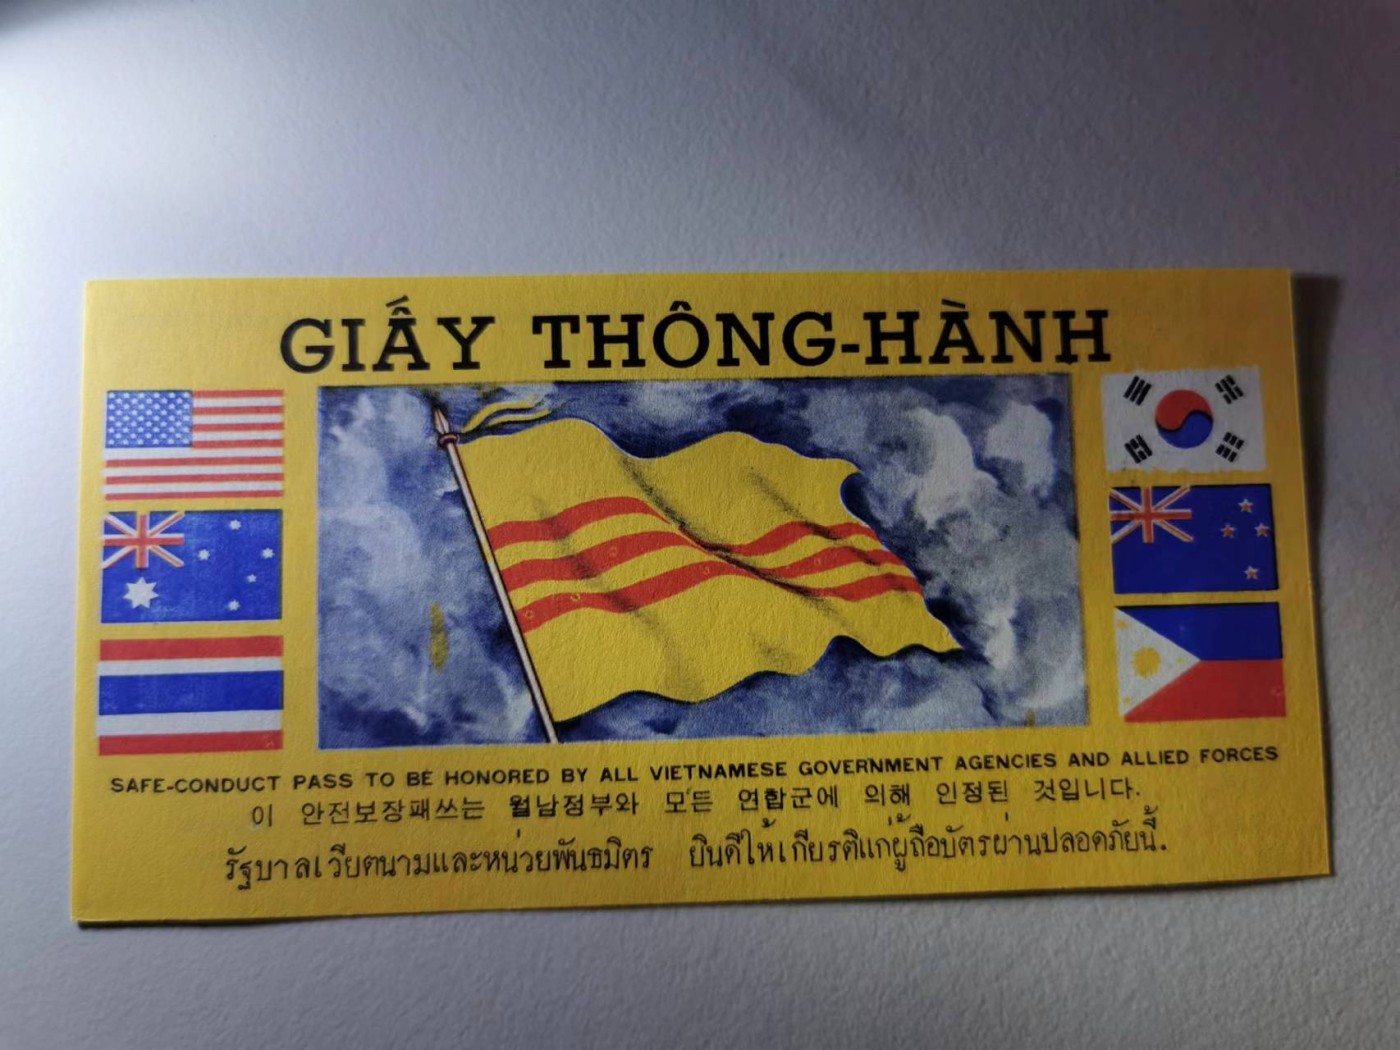 GIẤY THÔNG-HÀNH
SAFE-CONDUCT PASS TO BE HONORED BY ALL VIETNAMESE GOVERNMENT AGENCIES AND ALLIED FORCES
이 안전보장패쓰는 월남정부와 모든 연합군에 의해 인정된 것입니다.
รัฐบาลเวียตนามและหน่วยพันธมิตร ยินดีให้เกียรติแก่ผู้ถือบัตรผ่านปลอดภัยนี้.